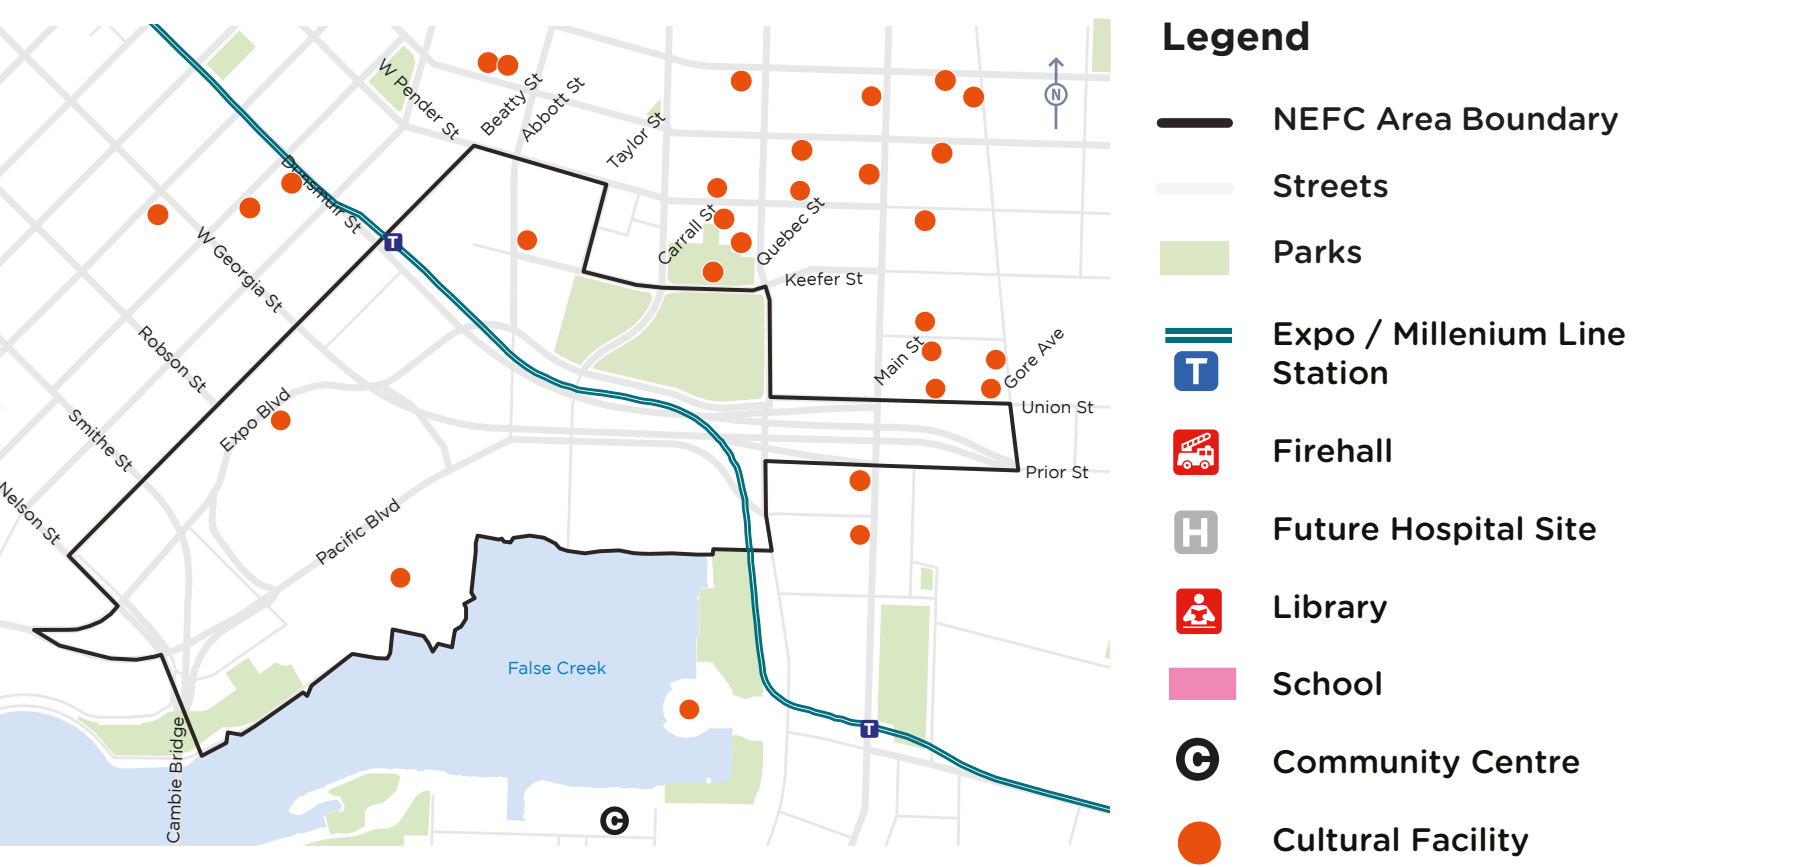 W Pender St
Beatty St
Abbott St
Taylor St
N
Dunsmuir St
T
W Georgia St
Carrall St
Quebec St
Keefer St
Robson St
Main St
Gore Ave
Expo Blvd
Union St
Smithe St
Prior St
Nelson St
Pacific Blvd
False Creek
Cambie Bridge
T
C
Legend
NEFC Area Boundary
Streets
Parks
Expo / Millenium Line
T
Station
Firehall
H
Future Hospital Site
Library
School
C
Community Centre
Cultural Facility